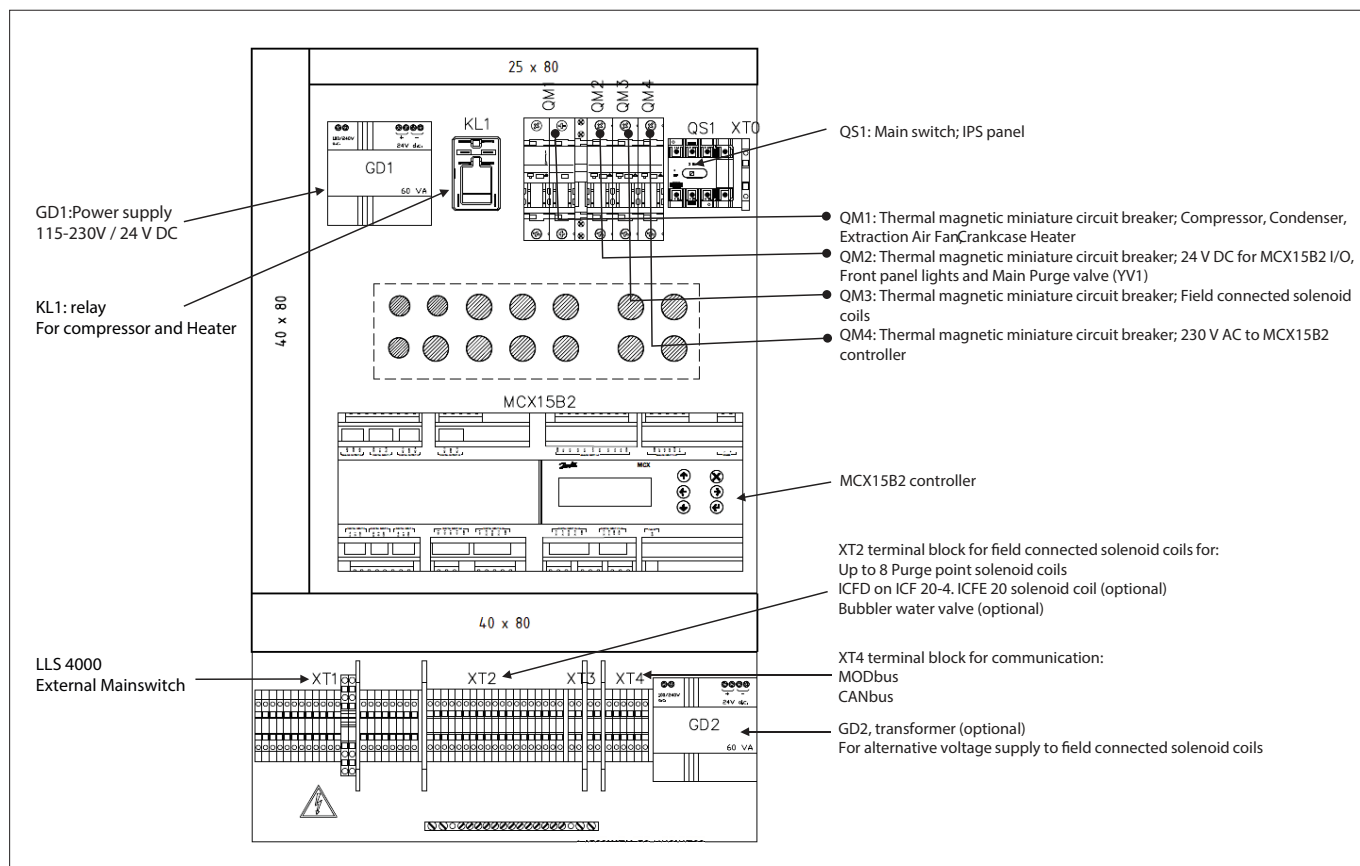 25 x 80
QM1
QM2
QM3
QM4
KL1
QS1
XT0
24V d.c.
GD1
60 VA
40 x 80
GD1:Power supply
115-230V / 24 V DC
KL1: relay
For compressor and Heater
QS1: Main switch; IPS panel
QM1: Thermal magnetic miniature circuit breaker; Compressor, Condenser,
Extraction Air Fan,Crankcase Heater
QM2: Thermal magnetic miniature circuit breaker; 24 V DC for MCX15B2 I/O,
Front panel lights and Main Purge valve (YV1)
QM3: Thermal magnetic miniature circuit breaker; Field connected solenoid
coils
QM4: Thermal magnetic miniature circuit breaker; 230 V AC to MCX15B2
controller
MCX15B2
Danfoss
MCX
MCX15B2 controller
XT2 terminal block for field connected solenoid coils for:
Up to 8 Purge point solenoid coils
ICFD on ICF 20-4. ICFE 20 solenoid coil (optional)
Bubbler water valve (optional)
40 x 80
LLS 4000
External Mainswitch
XT1
XT2
XT3
XT4
XT4 terminal block for communication:
MODbus
CANbus
24V d.c.
GD2
60 VA
GD2, transformer (optional)
For alternative voltage supply to field connected solenoid coils